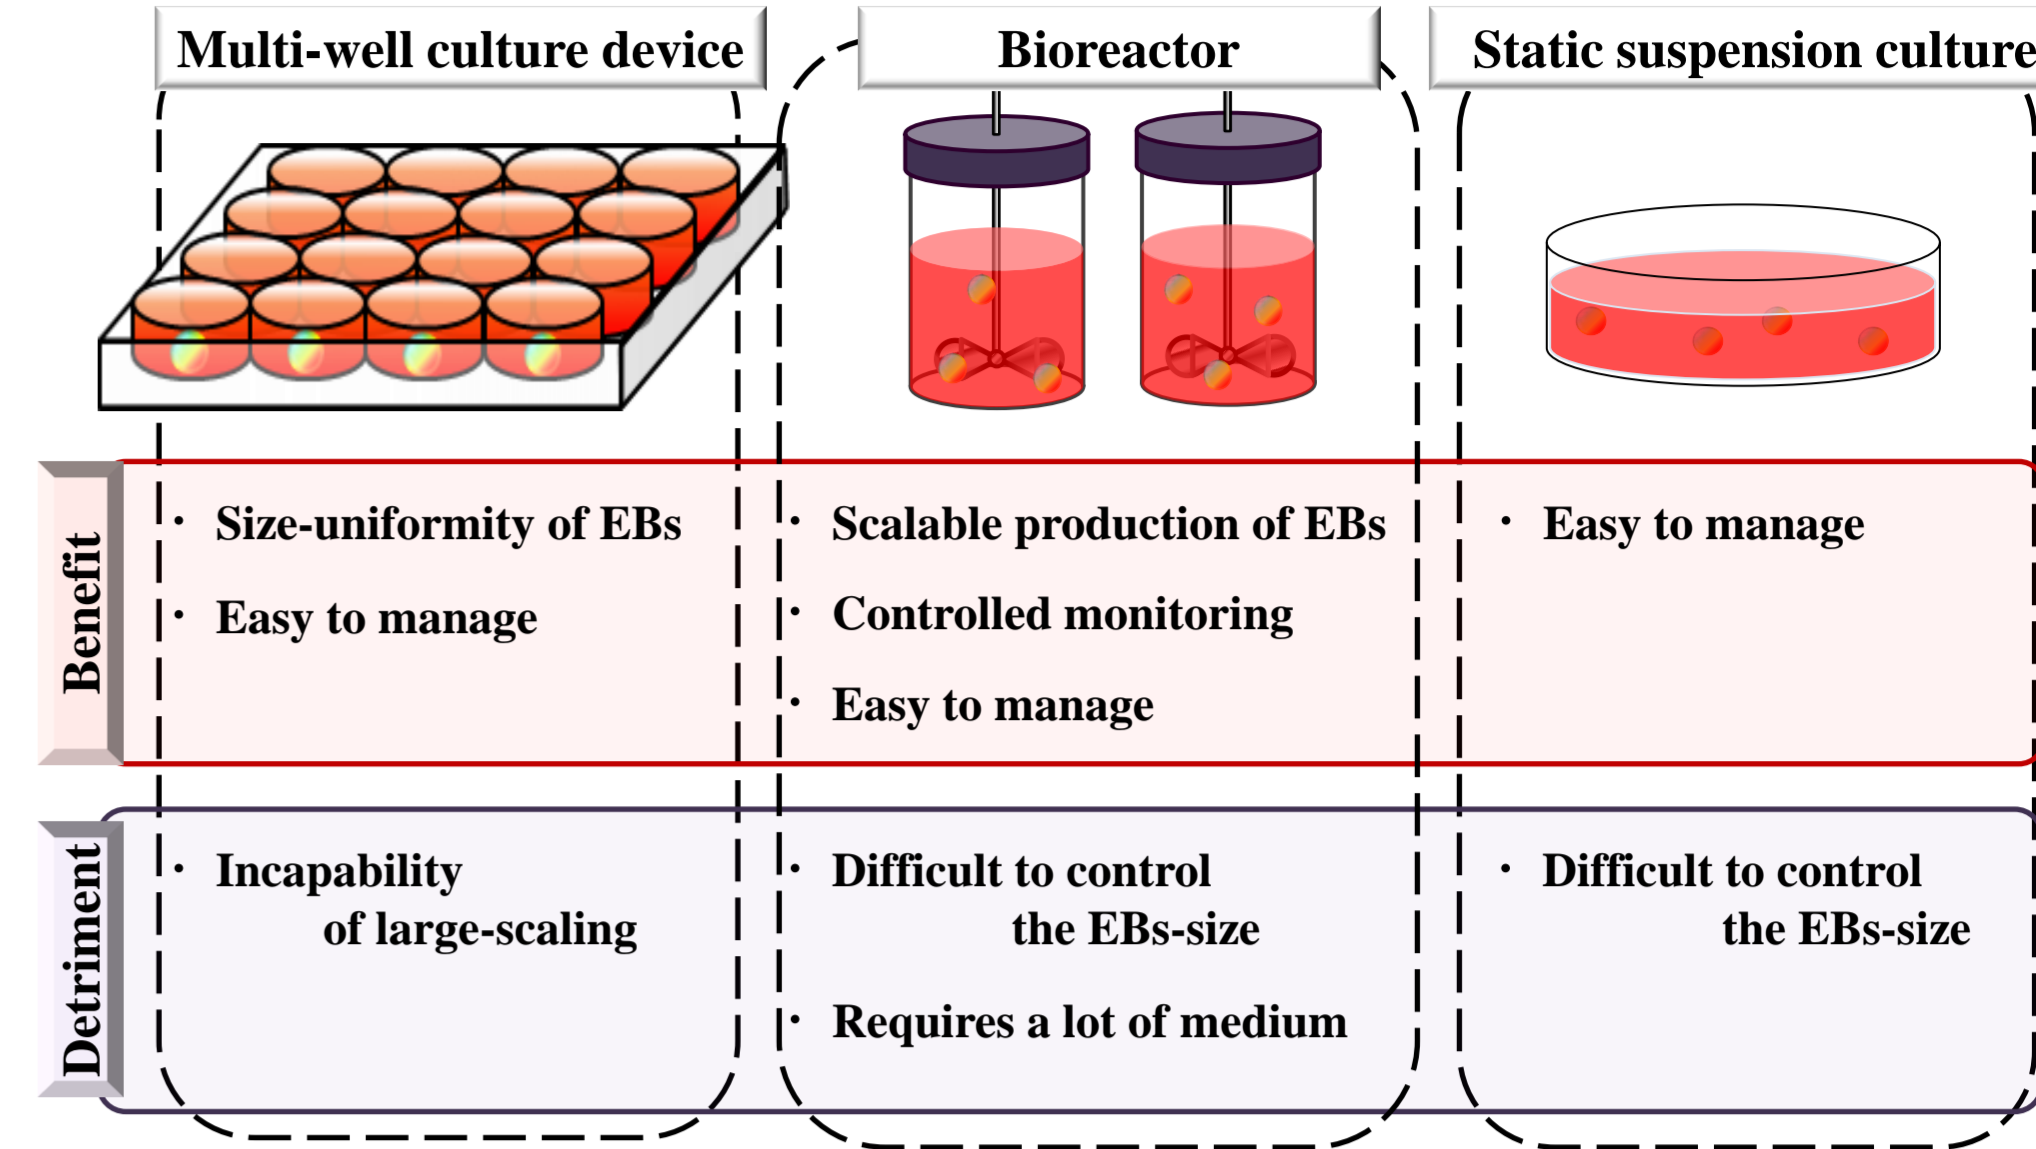 Multi-well culture device
Bioreactor
Static suspension culture
Benefit
・ Size-uniformity of EBs
・ Easy to manage
・ Scalable production of EBs
・ Controlled monitoring
・ Easy to manage
・ Easy to manage
Detriment
・ Incapability
of large-scaling
・ Difficult to control
the EBs-size
・ Requires a lot of medium
・ Difficult to control
the EBs-size